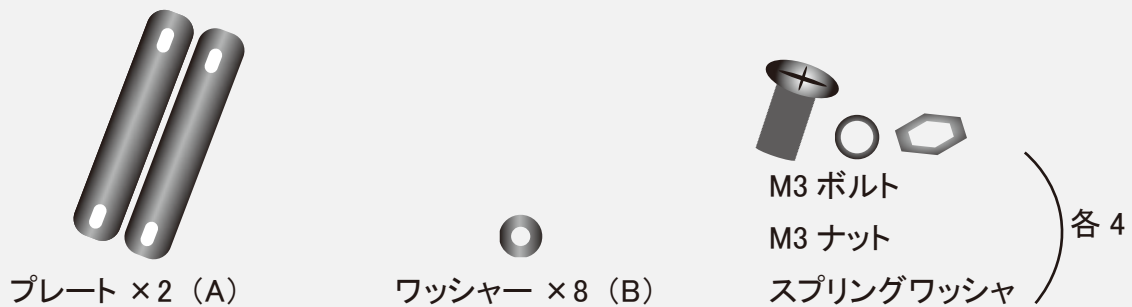 M3 ボルト
M3 ナット
各 4
プレート ×2（A）
ワッシャー ×8（B）
スプリングワッシャ